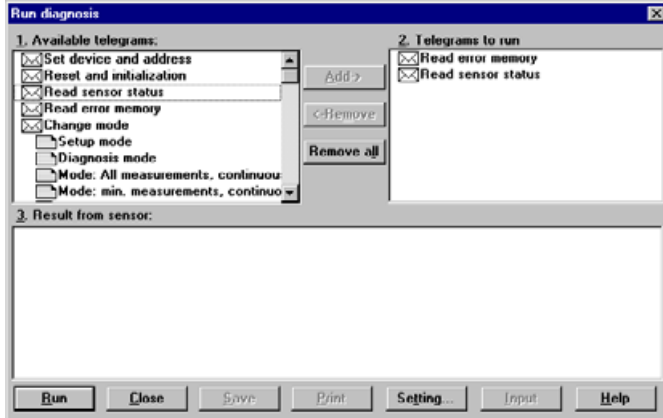 Run diagnosis
1. Available telegrams:
Set device and address
Reset and initialization
Read sensor status
Read error memory
Change mode
Setup mode
Diagnosis mode
Mode: All measurements, continuou
Mode: min. measurements, continuo
Add->
<-Remove
Remove all
2. Telegrams to run
Read error memory
Read sensor status
3. Result from sensor:
Run
Close
Save
Print
Setting...
Input
Help